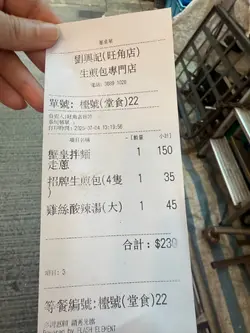 劉興記(旺角店)
生煎包專門店
單號: 檯號(堂食)22
數量 小計
蟹皇拌麵 1 150
走蔥
招牌生煎包(4隻 1 35
)
雞絲酸辣湯(大) 1 45
合計: $230
等餐編號:檯號(堂食)22